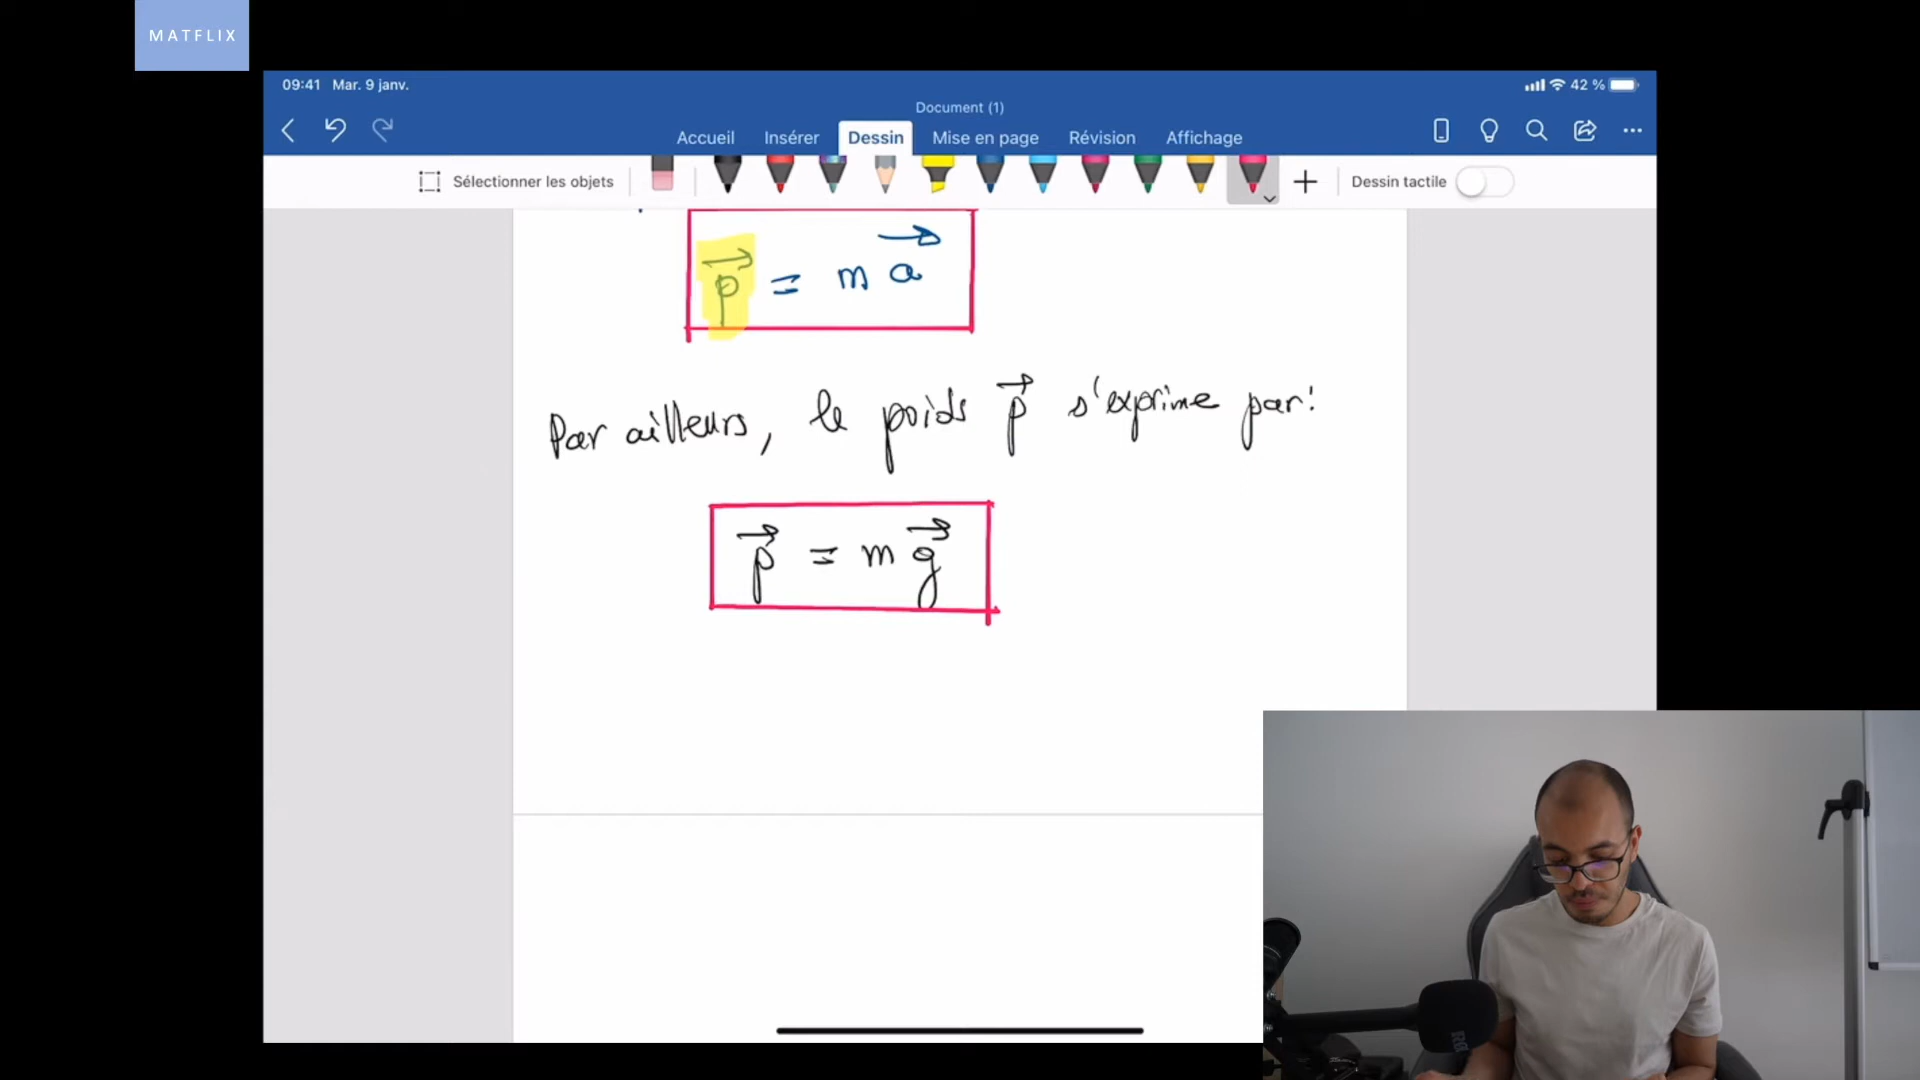 MATFLIX
09:41 Mar. 9 janv.
42 %
Document (1)
Accueil Insérer Dessin Mise en page Révision Affichage
Sélectionner les objets
Dessin tactile
p⃗ = m a⃗
Par ailleurs, le poids p⃗ s'exprime par :
p⃗ = m g⃗